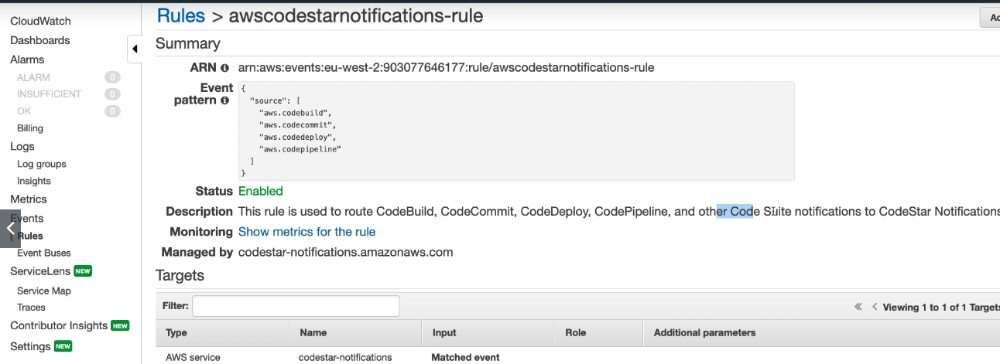 CloudWatch
Dashboards
Alarms
ALARM 0
INSUFFICIENT 0
OK 0
Billing
Logs
Log groups
Insights
Metrics
Events
Rules
Event Buses
ServiceLens NEW
Service Map
Traces
Contributor Insights NEW
Settings NEW
Rules > awscodestarnotifications-rule
Summary
ARN arn:aws:events:eu-west-2:903077646177:rule/awscodestarnotifications-rule
Event pattern
{
"source": [
"aws.codebuild",
"aws.codecommit",
"aws.codedeploy",
"aws.codepipeline"
]
}
Status Enabled
Description This rule is used to route CodeBuild, CodeCommit, CodeDeploy, CodePipeline, and other Code Suite notifications to CodeStar Notifications
Monitoring Show metrics for the rule
Managed by codestar-notifications.amazonaws.com
Targets
Filter:
« < Viewing 1 to 1 of 1 Targets
Type Name Input Role Additional parameters
AWS service codestar-notifications Matched event